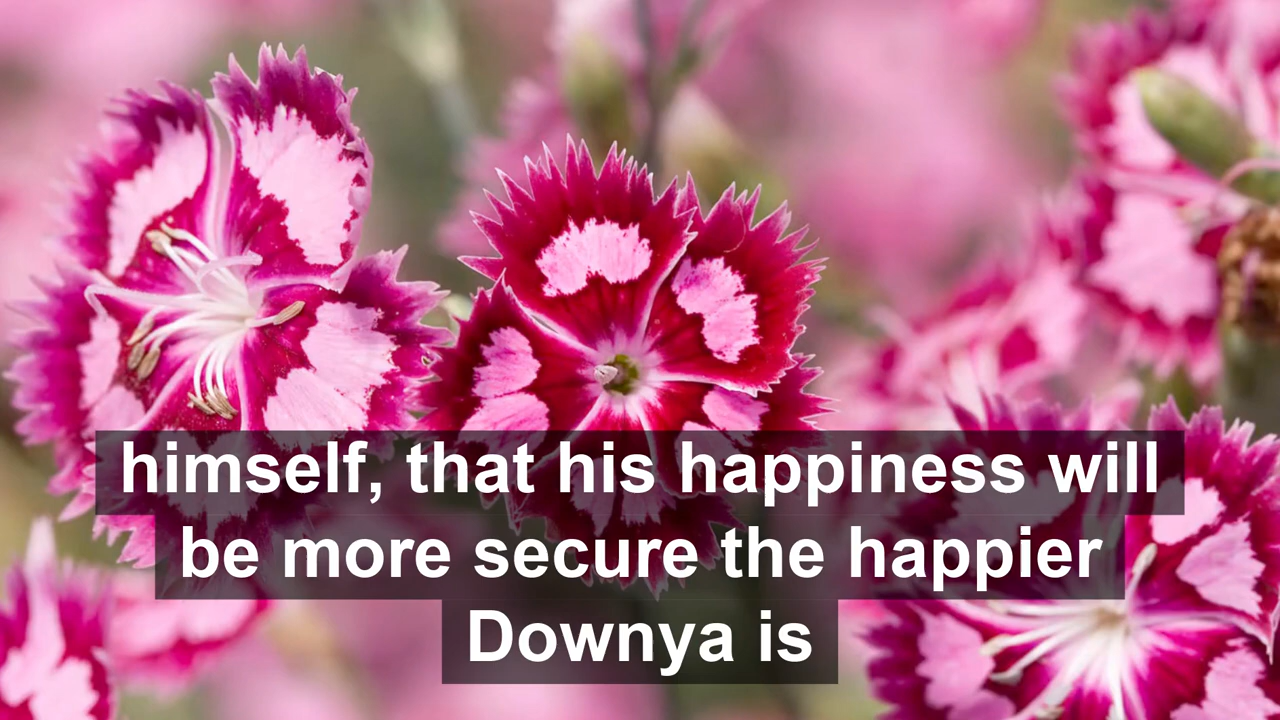 himself, that his happiness will
be more secure the happier
Downya is